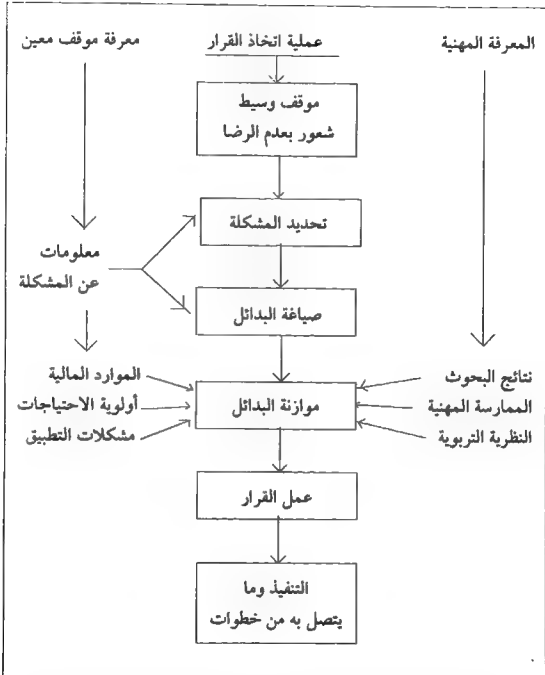 المعرفة المهنية
عملية اتخاذ القرار
معرفة موقف معين
موقف وسيط
شعور بعدم الرضا
تحديد المشكلة
معلومات
عن المشكلة
صياغة البدائل
نتائج البحوث
الممارسة المهنية
النظرية التربوية
موازنة البدائل
الموارد المالية
أولوية الاحتياجات
مشكلات التطبيق
عمل القرار
التنفيذ وما
يتصل به من خطوات